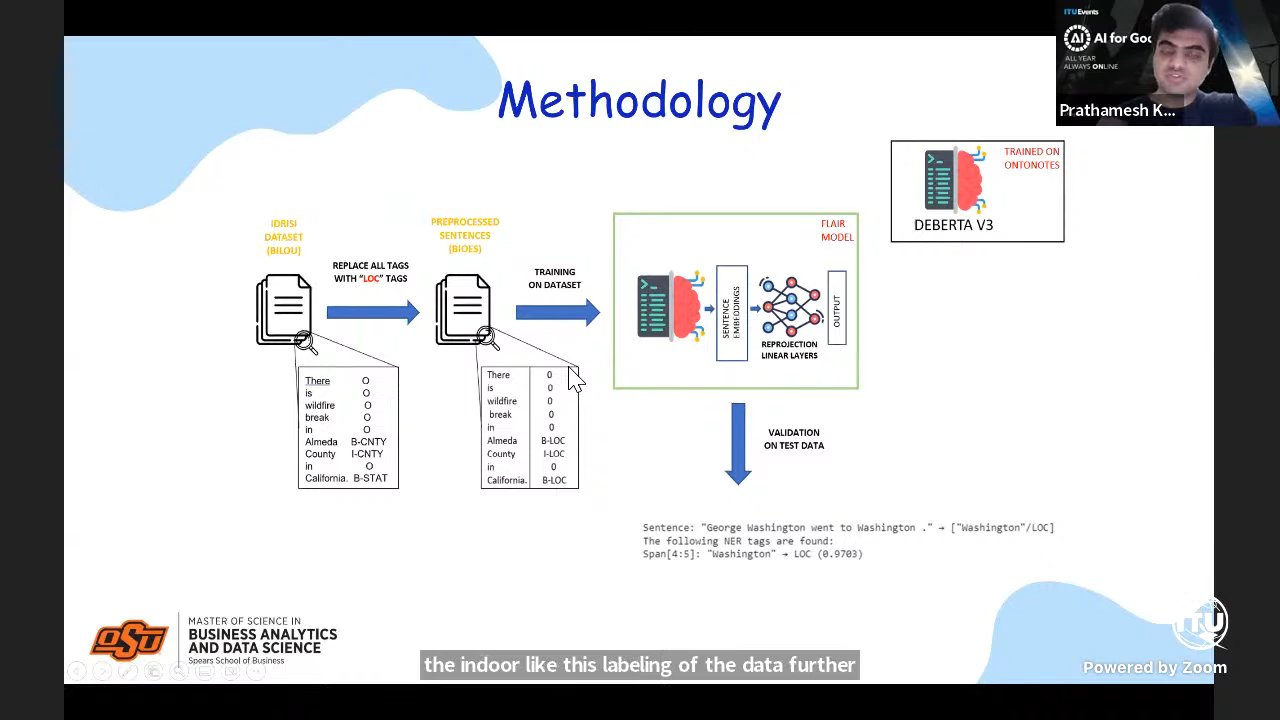 ITUEvents
AI
AI for Goo
ALL YEAR
ALWAYS ONLINE
Prathamesh K...
Methodology
TRAINED ON
ONTONOTES
DEBERTA V3
IDRISI
DATASET
(BILOU)
REPLACE ALL TAGS
WITH “LOC” TAGS
PREPROCESSED
SENTENCES
(BIOES)
TRAINING
ON DATASET
FLAIR
MODEL
SENTENCE
EMBEDDINGS
REPROJECTION
LINEAR LAYERS
OUTPUT
There O
is O
wildfire O
break O
in O
Almeda B-CNTY
County I-CNTY
in O
California. B-STAT
There 0
is 0
wildfire 0
break 0
in 0
Almeda B-LOC
County I-LOC
in 0
California. B-LOC
VALIDATION
ON TEST DATA
Sentence: "George Washington went to Washington ." → ["Washington"/LOC]
The following NER tags are found:
Span[4:5]: "Washington" → LOC (0.9703)
OSU
MASTER OF SCIENCE IN
BUSINESS ANALYTICS
AND DATA SCIENCE
Spears School of Business
the indoor like this labeling of the data further
ITU
Powered by Zoom